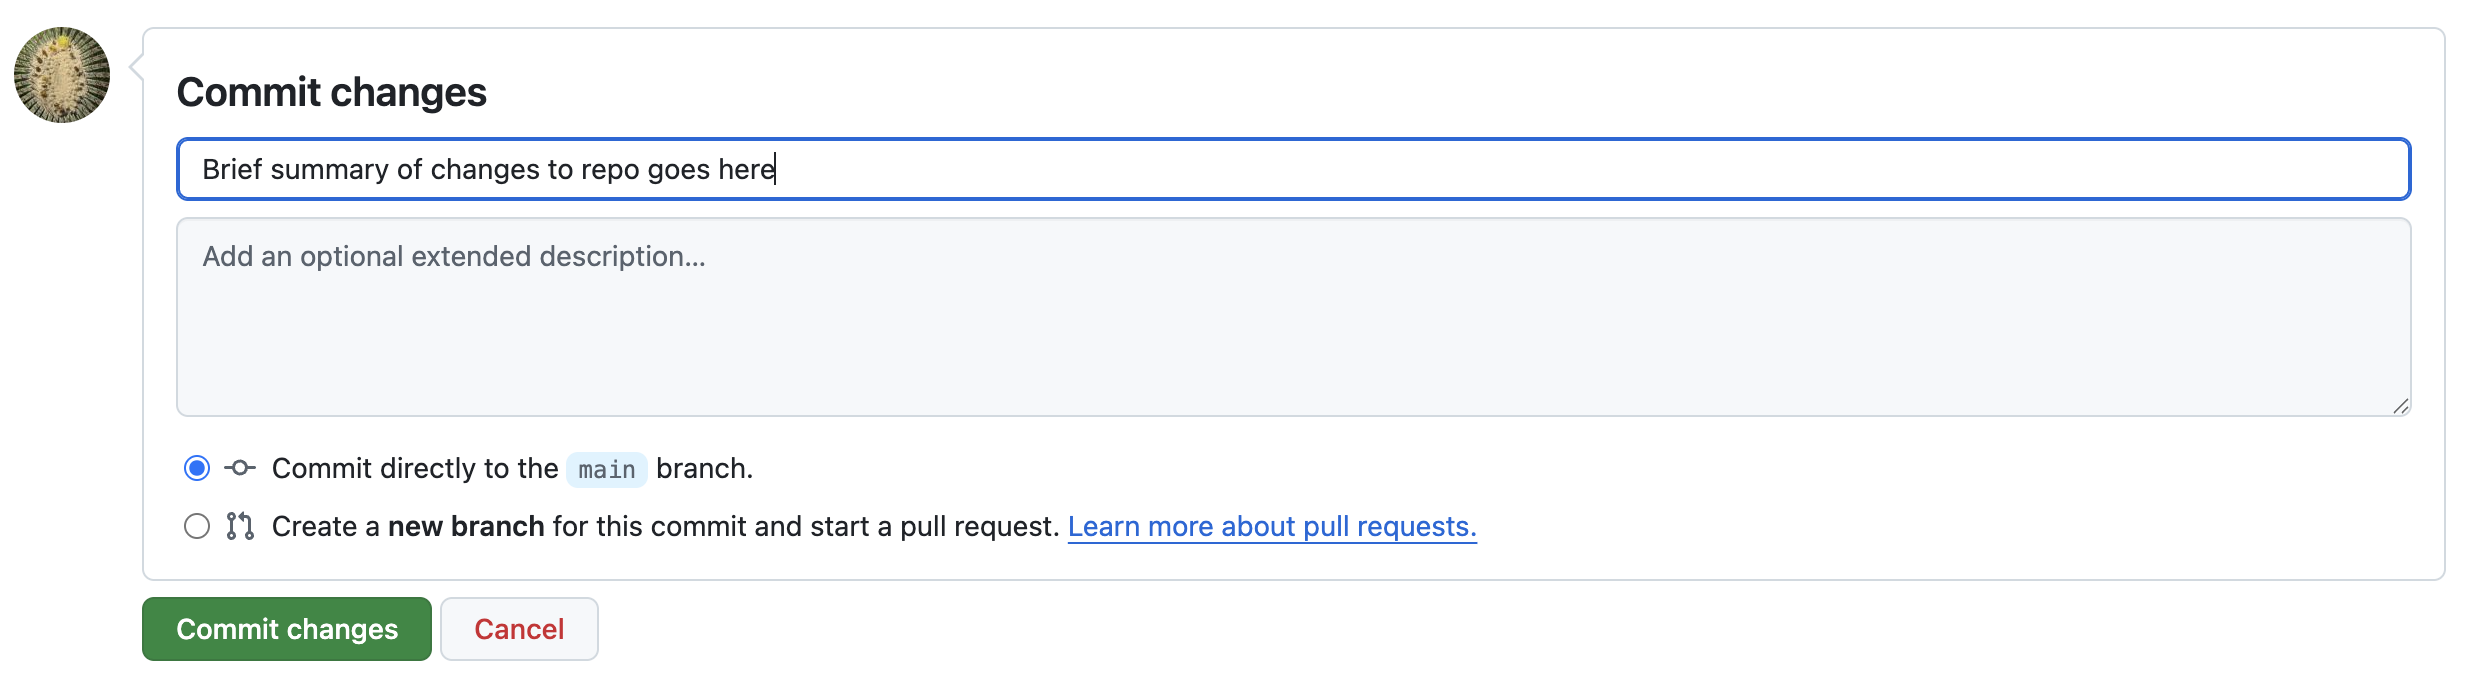 Commit changes
Brief summary of changes to repo goes here
Add an optional extended description...
Commit directly to the main branch.
Create a new branch for this commit and start a pull request. Learn more about pull requests.
Commit changes
Cancel